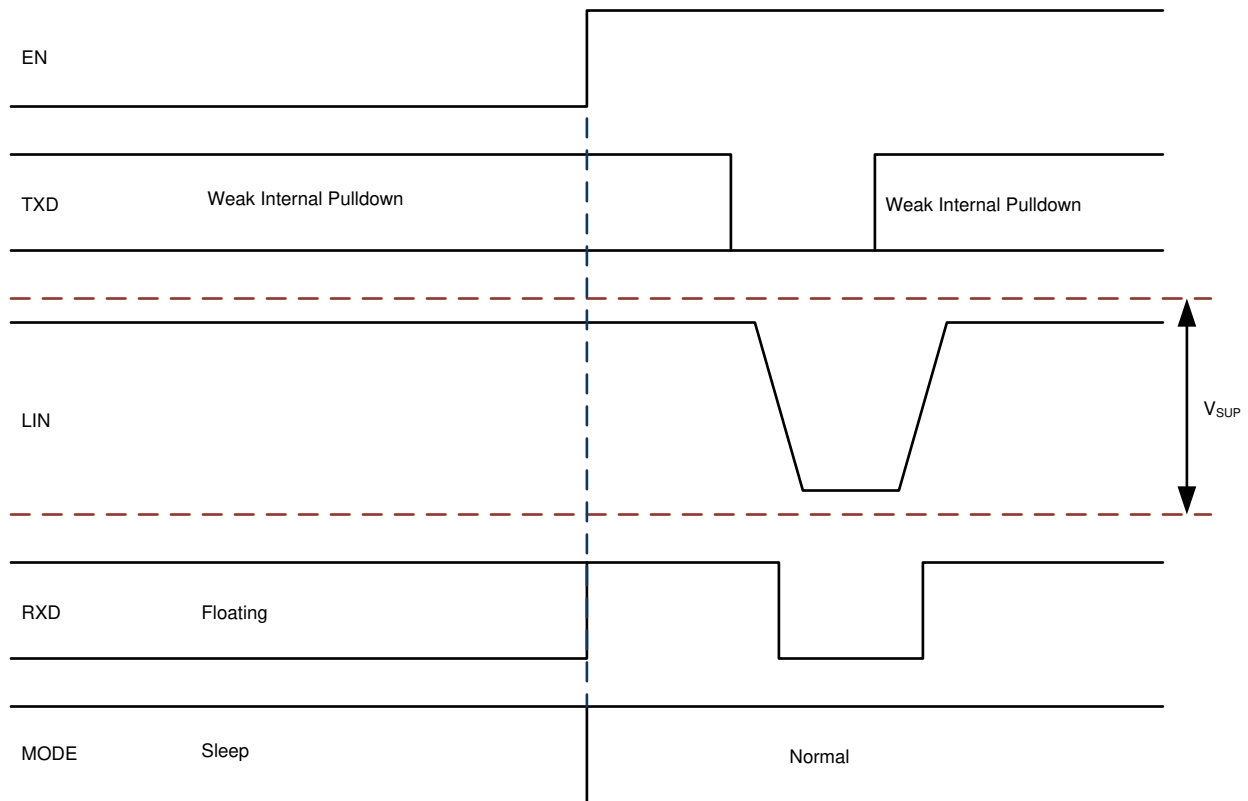 EN
TXD
Weak Internal Pulldown
Weak Internal Pulldown
LIN
VSUP
RXD
Floating
MODE
Sleep
Normal